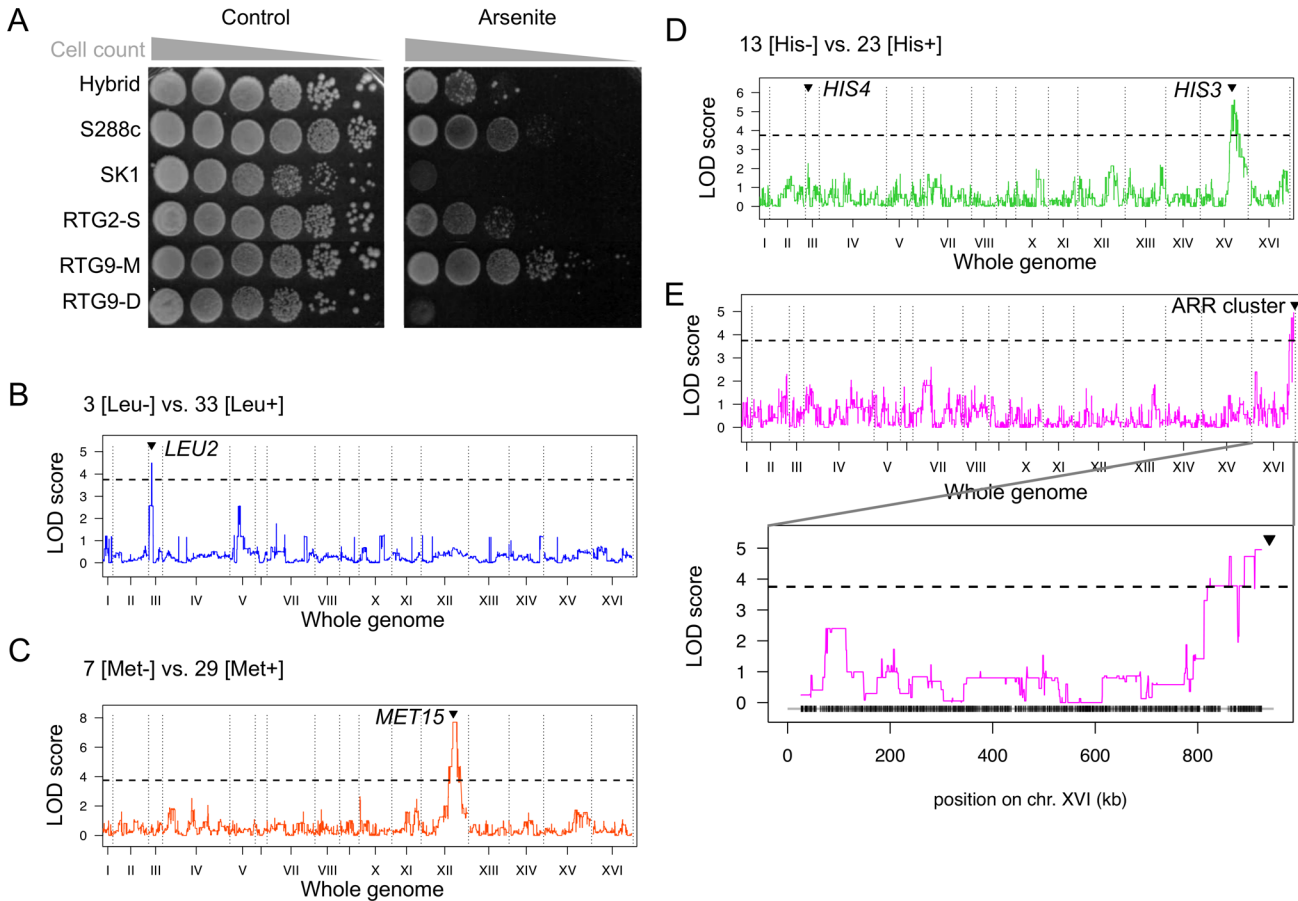 A
Control
Arsenite
Cell count
Hybrid
S288c
SK1
RTG2-S
RTG9-M
RTG9-D
B
3 [Leu-] vs. 33 [Leu+]
LEU2
LOD score
5
4
3
2
1
0
I II III IV V VII VIII X XI XII XIII XIV XV XVI
Whole genome
C
7 [Met-] vs. 29 [Met+]
MET15
LOD score
8
6
4
2
0
I II III IV V VII VIII X XI XII XIII XIV XV XVI
Whole genome
D
13 [His-] vs. 23 [His+]
HIS4
HIS3
LOD score
6
5
4
3
2
1
0
I II III IV V VII VIII X XI XII XIII XIV XV XVI
Whole genome
E
ARR cluster
LOD score
5
4
3
2
1
0
I II III IV V VII VIII X XI XII XIII XIV XV XVI
Whole genome
LOD score
5
4
3
2
1
0
0 200 400 600 800
position on chr. XVI (kb)